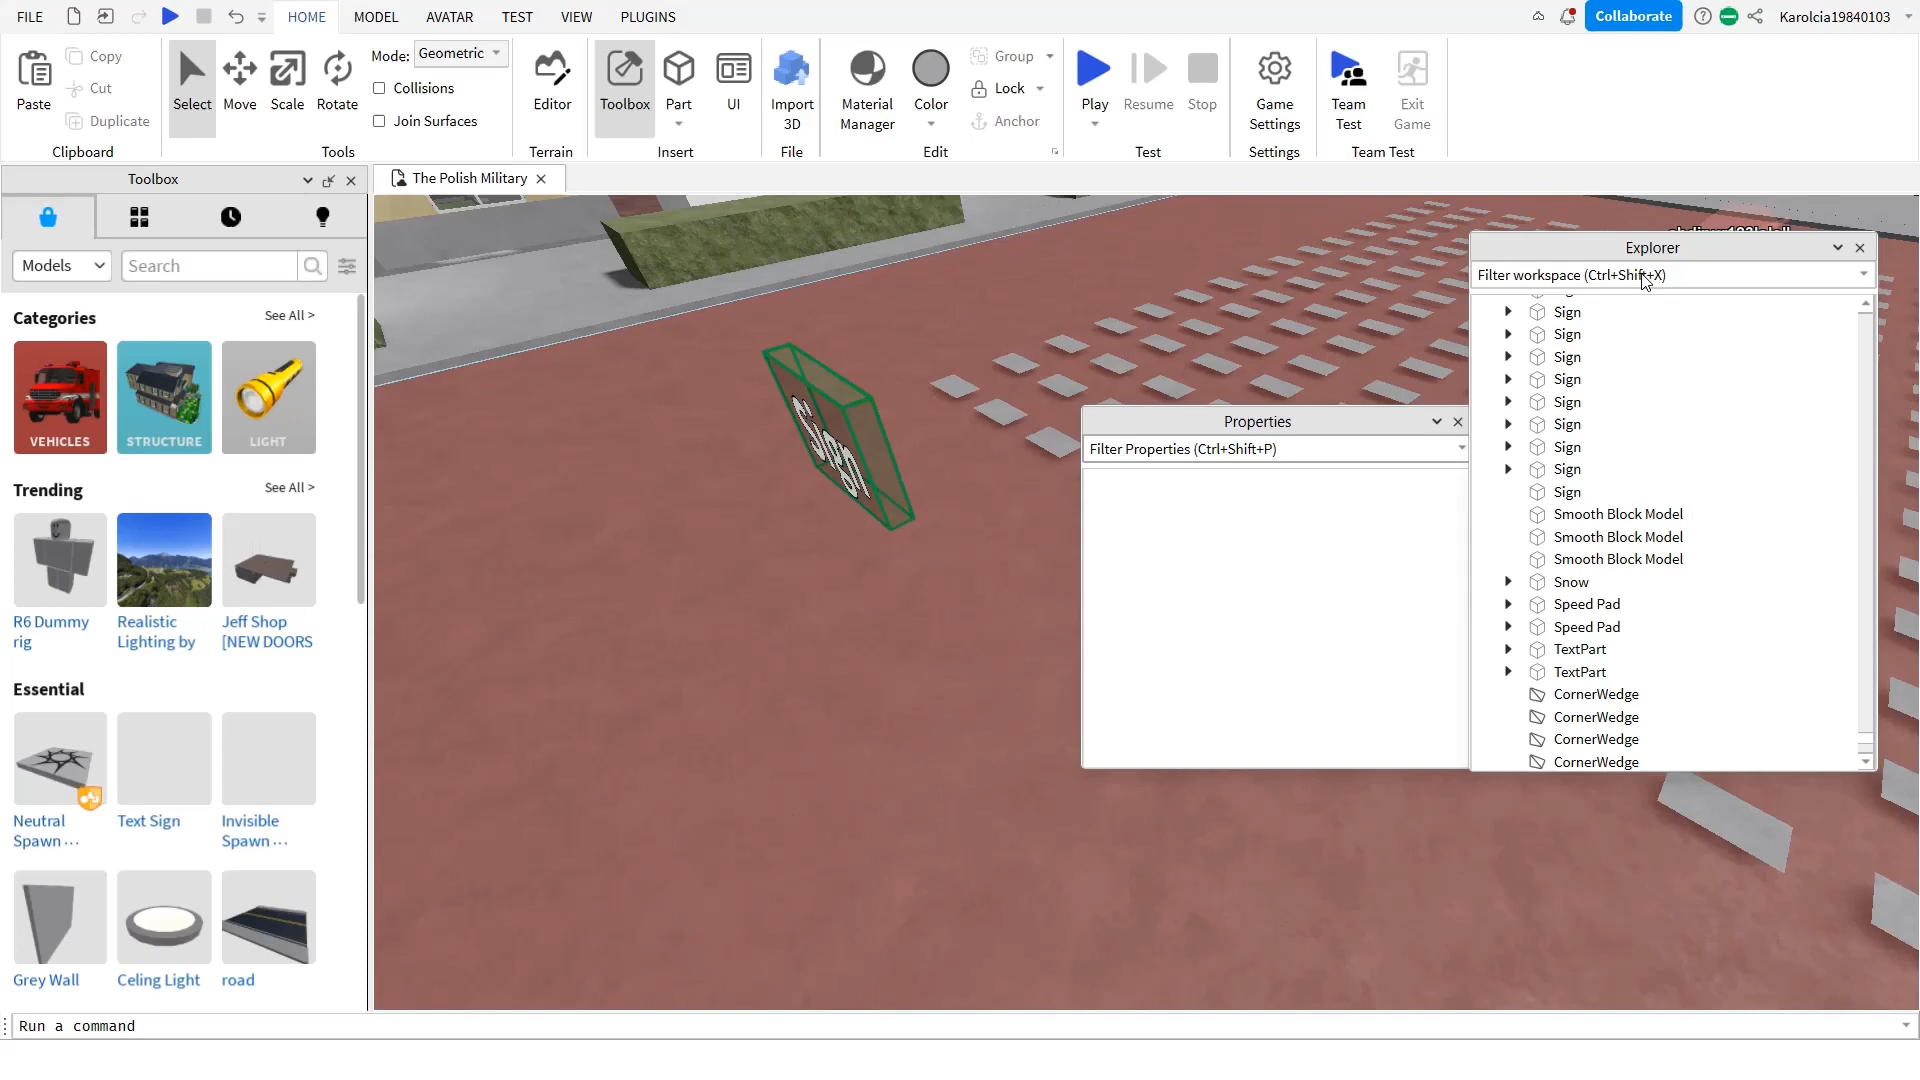 FILE HOME MODEL AVATAR TEST VIEW PLUGINS Collaborate Karolcia19840103
Paste Copy Cut Duplicate
Clipboard
Select Move Scale Rotate Mode: Geometric
Collisions
Join Surfaces
Tools
Editor
Terrain
Toolbox Part UI
Insert
Import 3D
File
Material Manager Color Group Lock Anchor
Edit
Play Resume Stop
Test
Game Settings
Settings
Team Test Exit Game
Team Test
Toolbox
The Polish Military
Models Search
Categories See All >
VEHICLES STRUCTURE LIGHT
Trending See All >
R6 Dummy rig
Realistic Lighting by
Jeff Shop [NEW DOORS
Essential
Neutral Spawn ...
Text Sign
Invisible Spawn ...
Grey Wall Celing Light road
Properties
Filter Properties (Ctrl+Shift+P)
Explorer
Filter workspace (Ctrl+Shift+X)
Sign
Sign
Sign
Sign
Sign
Sign
Sign
Sign
Sign
Smooth Block Model
Smooth Block Model
Smooth Block Model
Snow
Speed Pad
Speed Pad
TextPart
TextPart
CornerWedge
CornerWedge
CornerWedge
CornerWedge
Run a command